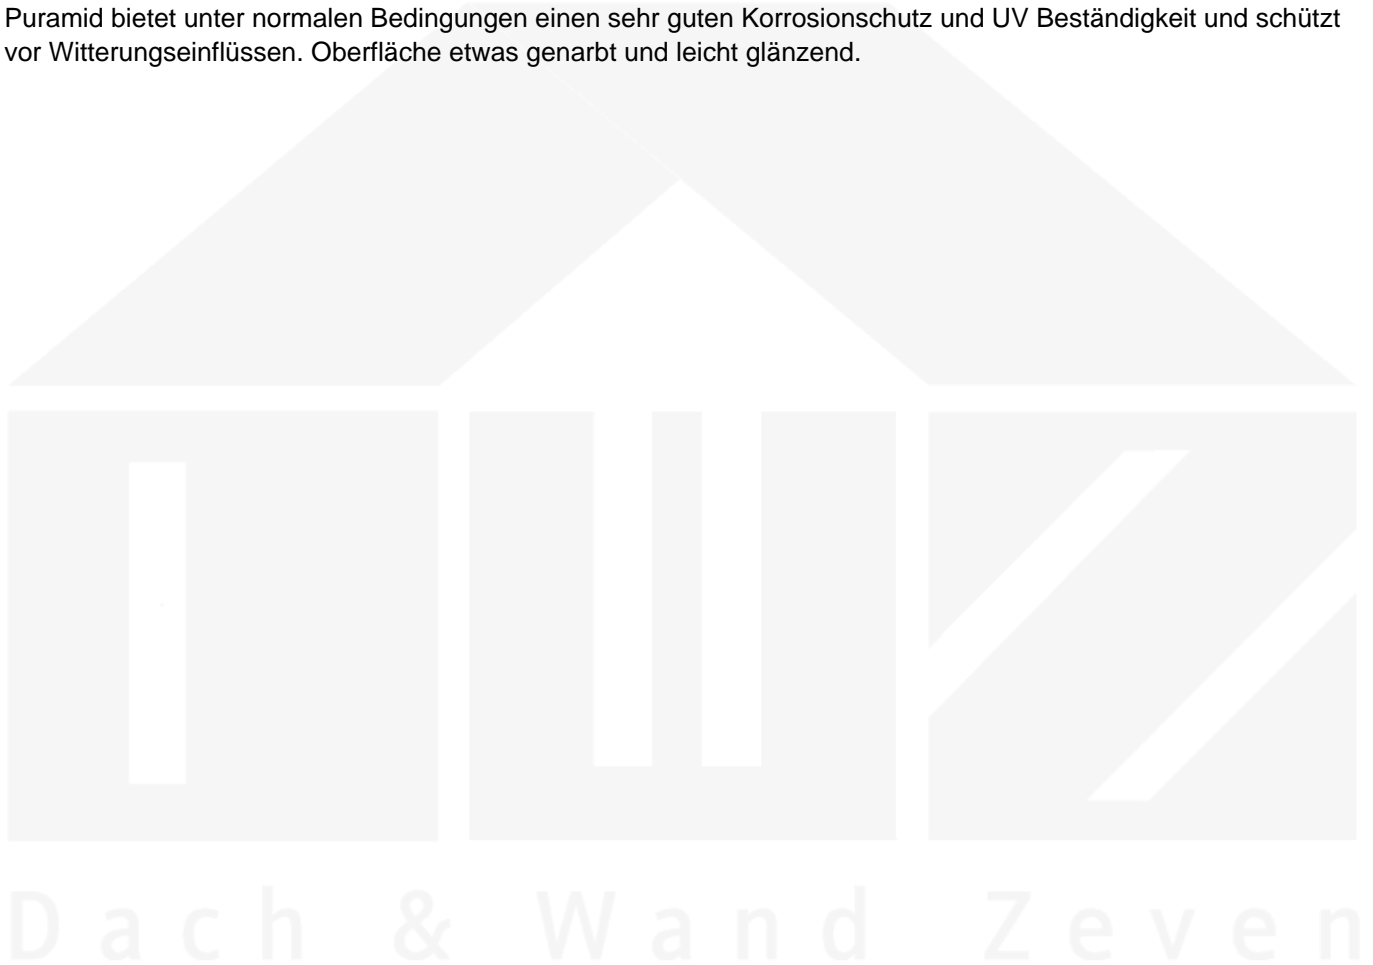 Puramid bietet unter normalen Bedingungen einen sehr guten Korrosionschutz und UV Beständigkeit und schützt
vor Witterungseinflüssen. Oberfläche etwas genarbt und leicht glänzend.
Dach & Wand Zeven